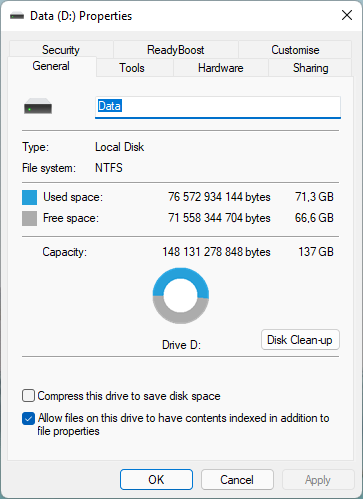 Data (D:) Properties
Security ReadyBoost Customise
General Tools Hardware Sharing
Data
Type: Local Disk
File system: NTFS
Used space: 76 572 934 144 bytes 71,3 GB
Free space: 71 558 344 704 bytes 66,6 GB
Capacity: 148 131 278 848 bytes 137 GB
Drive D: Disk Clean-up
Compress this drive to save disk space
Allow files on this drive to have contents indexed in addition to
file properties
OK Cancel Apply